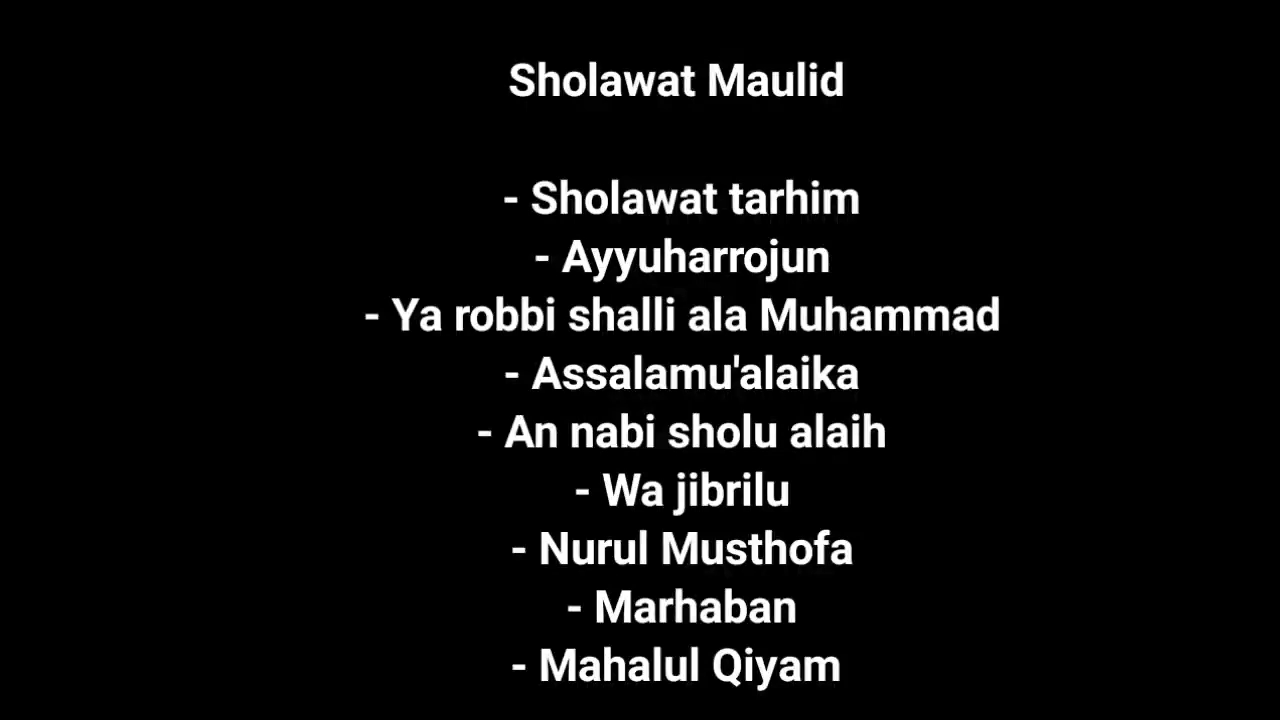 Sholawat Maulid
- Sholawat tarhim
- Ayyuharrojun
- Ya robbi shalli ala Muhammad
- Assalamu'alaika
- An nabi sholu alaih
- Wa jibrilu
- Nurul Musthofa
- Marhaban
- Mahalul Qiyam